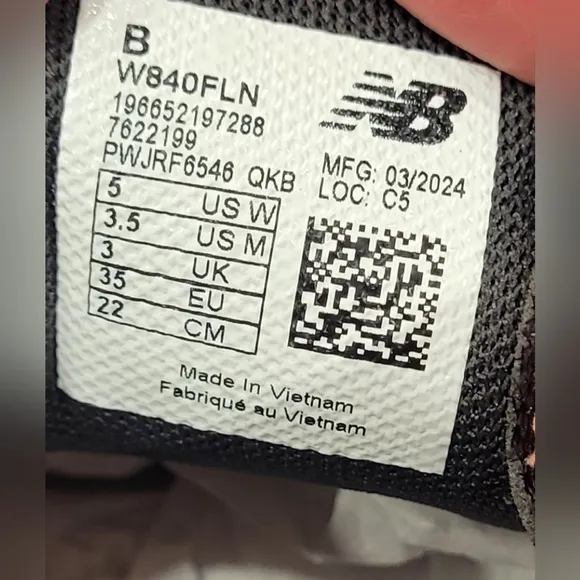 B
W840FLN
196652197288
7622199
PWJRF6546 QKB
NB
MFG: 03/2024
LOC: C5
5 US W
3.5 US M
3 UK
35 EU
22 CM
Made In Vietnam
Fabriqué au Vietnam